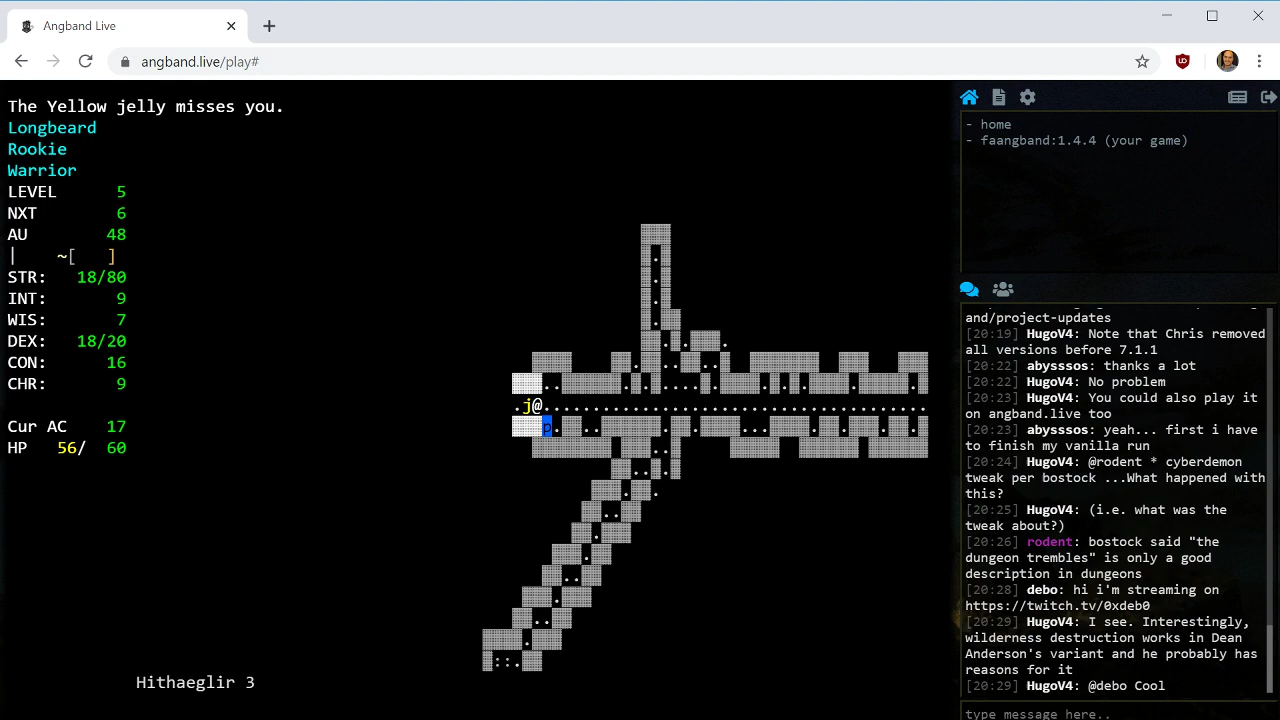 Angband Live
angband.live/play#
The Yellow jelly misses you.
Longbeard
Rookie
Warrior
LEVEL 5
NXT 6
AU 48
| ~[ ]
STR: 18/80
INT: 9
WIS: 7
DEX: 18/20
CON: 16
CHR: 9
Cur AC 17
HP 56/ 60
j@
p
Hithaeglir 3
- home
- faangband:1.4.4 (your game)
and/project-updates
[20:19] HugoV4: Note that Chris removed
all versions before 7.1.1
[20:22] abysssos: thanks a lot
[20:22] HugoV4: No problem
[20:23] HugoV4: You could also play it
on angband.live too
[20:23] abysssos: yeah... first i have
to finish my vanilla run
[20:24] HugoV4: @rodent * cyberdemon
tweak per bostock ...What happened with
this?
[20:25] HugoV4: (i.e. what was the
tweak about?)
[20:26] rodent: bostock said "the
dungeon trembles" is only a good
description in dungeons
[20:28] debo: hi i'm streaming on
https://twitch.tv/0xdeb0
[20:29] HugoV4: I see. Interestingly,
wilderness destruction works in Dean
Anderson's variant and he probably has
reasons for it
[20:29] HugoV4: @debo Cool
type message here..